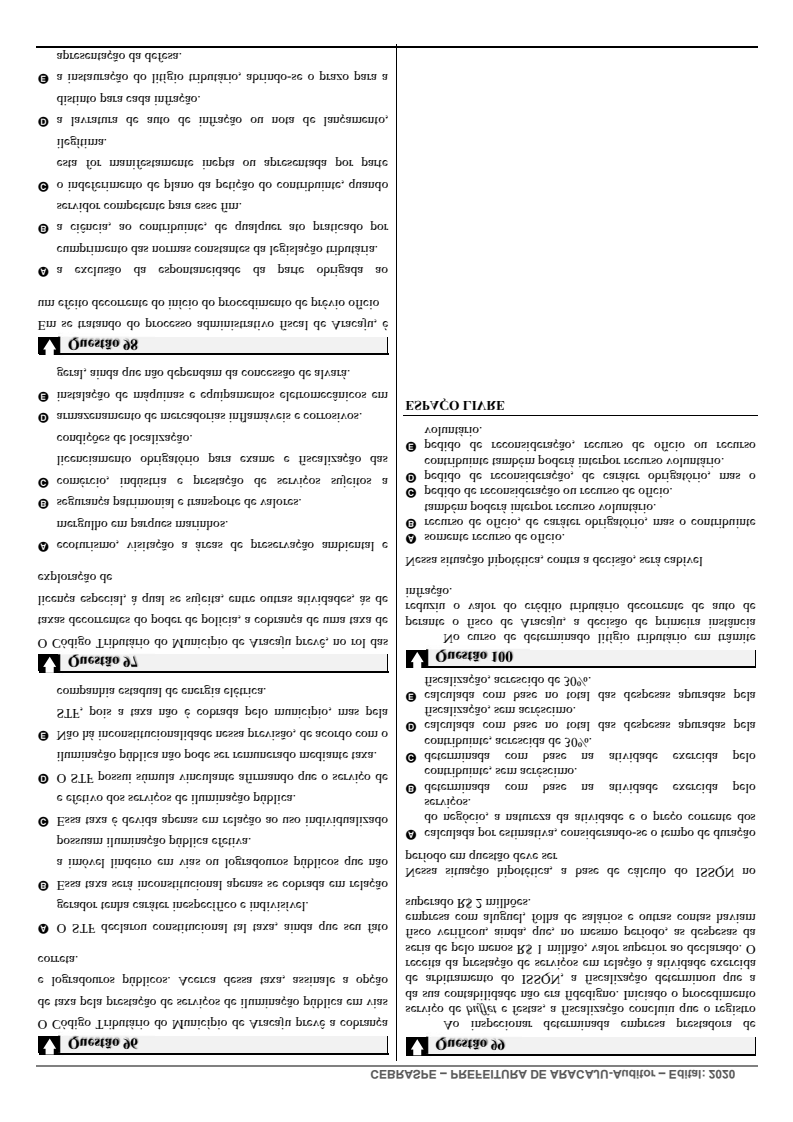 CEBRASPE – PREFEITURA DE ARACAJU-Auditor – Edital: 2020
Questão 96
O Código Tributário do Município de Aracaju prevê a cobrança
de taxa pela prestação de serviços de iluminação pública em vias
e logradouros públicos. Acerca dessa taxa, assinale a opção
correta.
A O STF declarou constitucional tal taxa, ainda que seu fato
gerador tenha caráter inespecífico e indivisível.
B Essa taxa será inconstitucional apenas se cobrada em relação
a imóvel lindeiro em vias ou logradouros públicos que não
possuam iluminação pública efetiva.
C Essa taxa é devida apenas em relação ao uso individualizado
e efetivo dos serviços de iluminação pública.
D O STF possui súmula vinculante afirmando que o serviço de
iluminação pública não pode ser remunerado mediante taxa.
E Não há inconstitucionalidade nessa previsão, de acordo com o
STF, pois a taxa não é cobrada pelo município, mas pela
companhia estadual de energia elétrica.
Questão 97
O Código Tributário do Município de Aracaju prevê, no rol das
taxas decorrentes do poder de polícia, a cobrança de uma taxa de
licença especial, à qual se sujeita, entre outras atividades, às de
exploração de
A ecoturismo, visitação a áreas de preservação ambiental e
mergulho em parques marinhos.
B segurança patrimonial e transporte de valores.
C comércio, indústria e prestação de serviços sujeitos a
licenciamento obrigatório para exame e fiscalização das
condições de localização.
D armazenamento de mercadorias inflamáveis e corrosivos.
E instalação de máquinas e equipamentos eletromecânicos em
geral, ainda que não dependam da concessão de alvará.
Questão 98
Em se tratando do processo administrativo fiscal de Aracaju, é
um efeito decorrente do início do procedimento de prévio ofício
A a exclusão da espontaneidade da parte obrigada ao
cumprimento das normas constantes da legislação tributária.
B a ciência, ao contribuinte, de qualquer ato praticado por
servidor competente para esse fim.
C o indeferimento de plano da petição do contribuinte, quando
esta for manifestamente inepta ou apresentada por parte
ilegítima.
D a lavratura de auto de infração ou nota de lançamento,
distinto para cada infração.
E a instauração do litígio tributário, abrindo-se o prazo para a
apresentação da defesa.
Questão 99
Ao inspecionar determinada empresa prestadora de
serviço de buffet e festas, a fiscalização concluiu que o registro
da sua contabilidade não era fidedigno. Iniciado o procedimento
de arbitramento do ISSQN, a fiscalização determinou que a
receita da prestação de serviços em relação à atividade exercida
seria de pelo menos R$ 1 milhão, valor superior ao declarado. O
fisco verificou, ainda, que, no mesmo período, as despesas da
empresa com aluguel, folha de salários e outras contas haviam
superado R$ 2 milhões.
Nessa situação hipotética, a base de cálculo do ISSQN no
período em questão deve ser
A calculada por estimativa, considerando-se o tempo de duração
do negócio, a natureza da atividade e o preço corrente dos
serviços.
B determinada com base na atividade exercida pelo
contribuinte, sem acréscimo.
C determinada com base na atividade exercida pelo
contribuinte, acrescida de 30%.
D calculada com base no total das despesas apuradas pela
fiscalização, sem acréscimo.
E calculada com base no total das despesas apuradas pela
fiscalização, acrescido de 30%.
Questão 100
No curso de determinado litígio tributário em trâmite
perante o fisco de Aracaju, a decisão de primeira instância
reduziu o valor do crédito tributário decorrente de auto de
infração.
Nessa situação hipotética, contra a decisão, será cabível
A somente recurso de ofício.
B recurso de ofício, de caráter obrigatório, mas o contribuinte
também poderá interpor recurso voluntário.
C pedido de reconsideração ou recurso de ofício.
D pedido de reconsideração, de caráter obrigatório, mas o
contribuinte também poderá interpor recurso voluntário.
E pedido de reconsideração, recurso de ofício ou recurso
voluntário.
ESPAÇO LIVRE